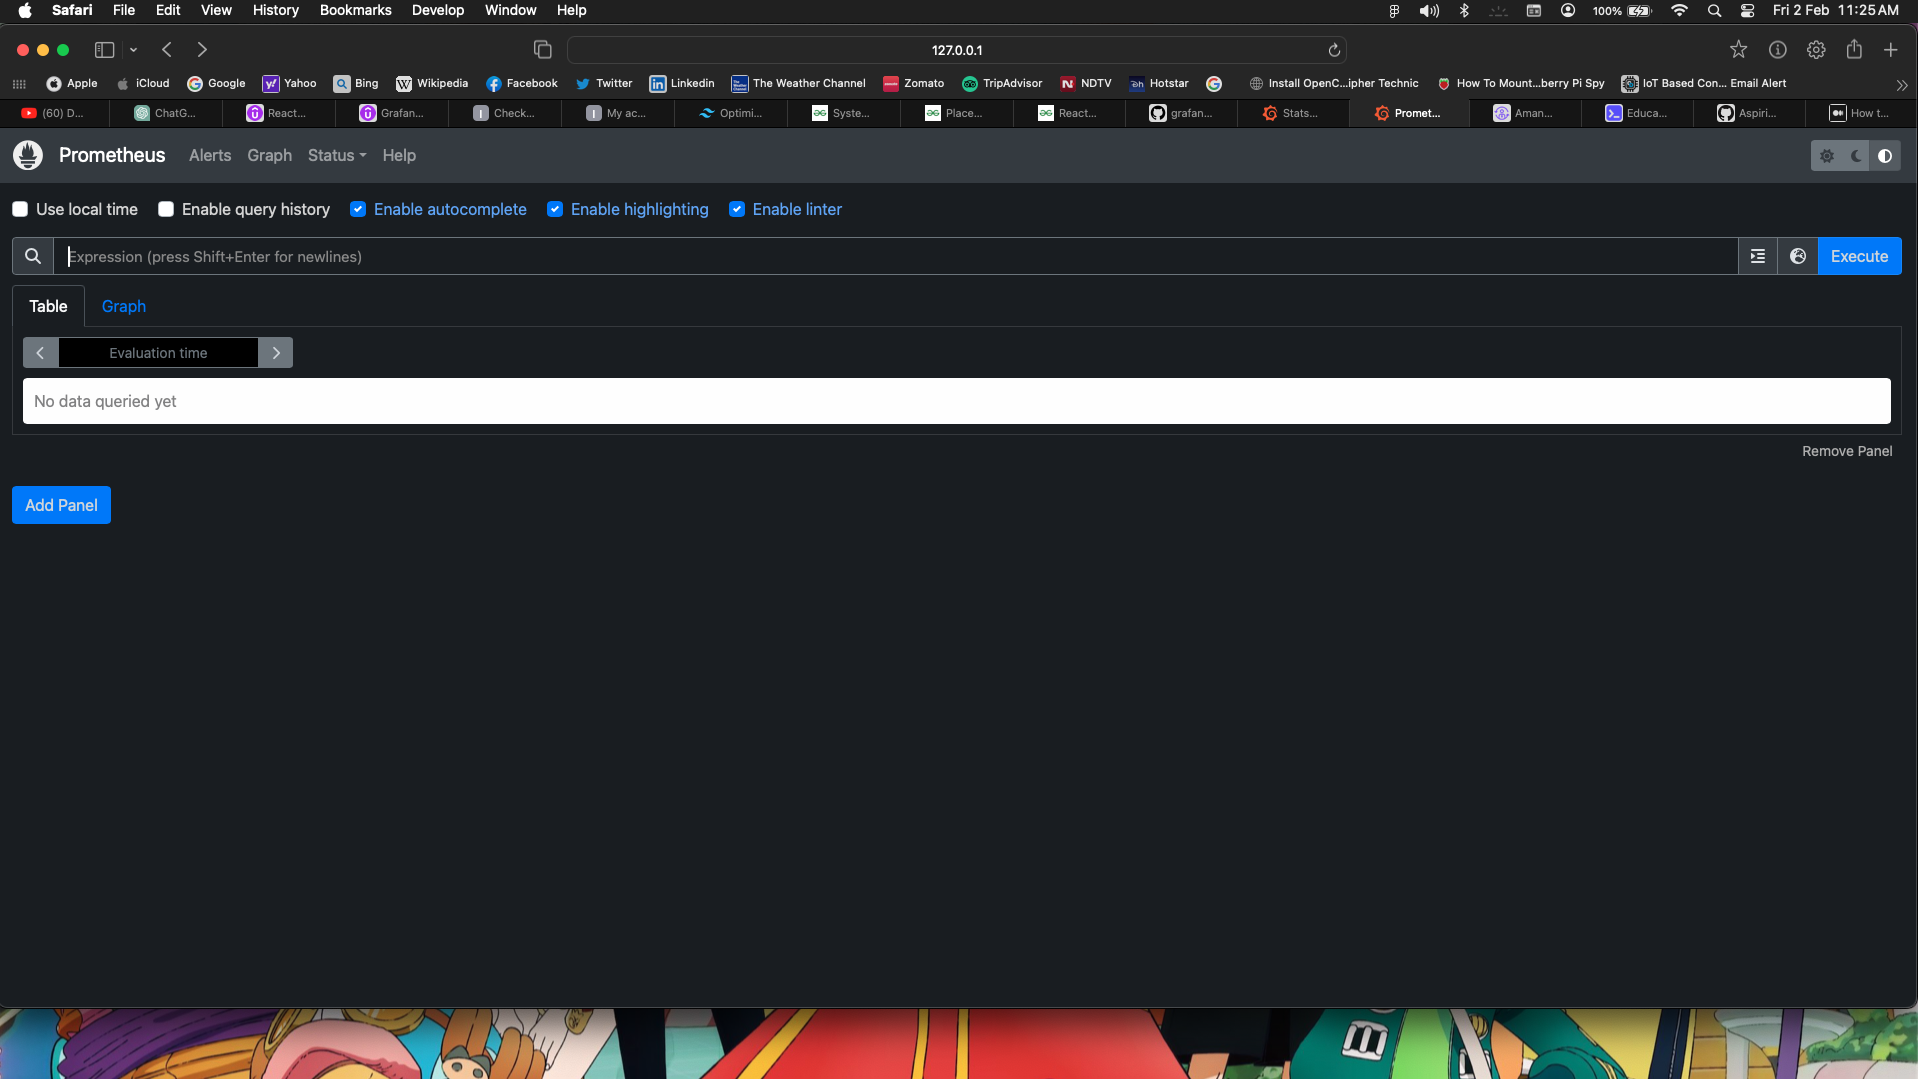 Safari File Edit View History Bookmarks Develop Window Help 100% Fri 2 Feb 11:25 AM
127.0.0.1
Apple iCloud Google Yahoo Bing Wikipedia Facebook Twitter Linkedin The Weather Channel Zomato TripAdvisor NDTV Hotstar Install OpenC...ipher Technic How To Mount...berry Pi Spy IoT Based Con... Email Alert
(60) D... ChatG... React... Grafan... Check... My ac... Optimi... Syste... Place... React... grafan... Stats... Promet... Aman... Educa... Aspiri... How t...
Prometheus Alerts Graph Status Help
Use local time Enable query history Enable autocomplete Enable highlighting Enable linter
Expression (press Shift+Enter for newlines) Execute
Table Graph
Evaluation time
No data queried yet
Remove Panel
Add Panel